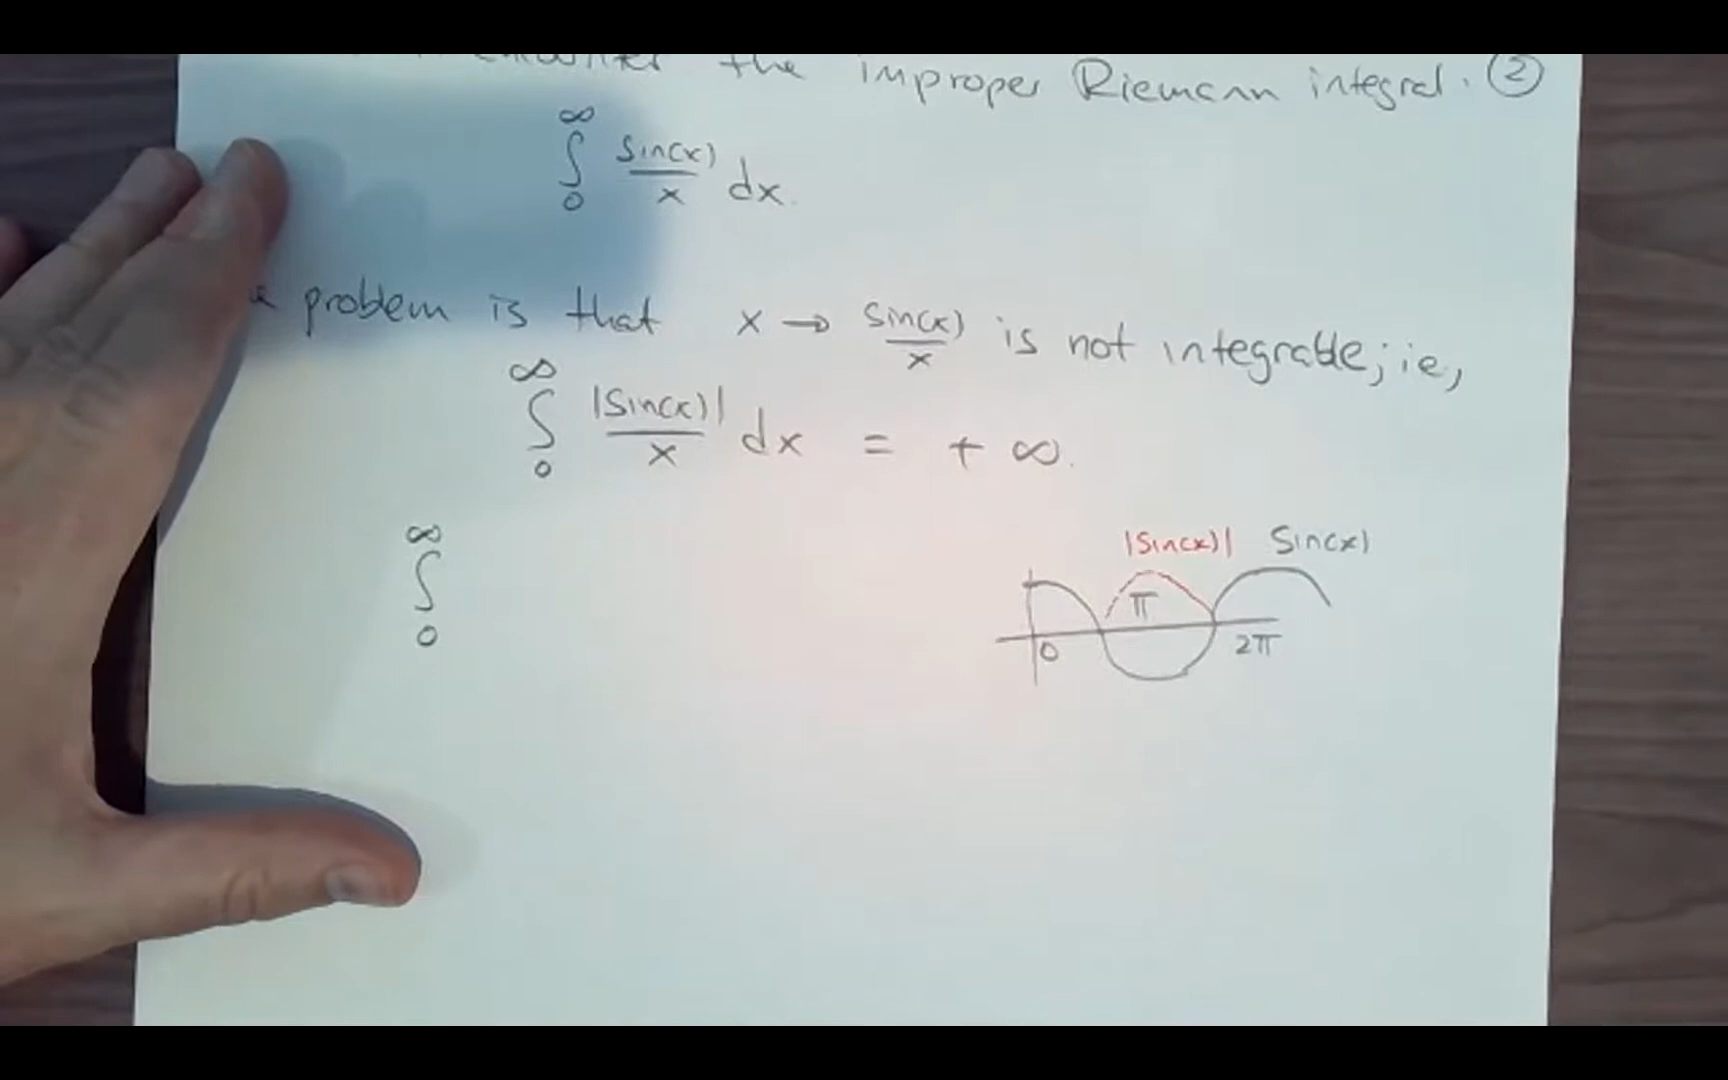 the improper Riemann integral. ②
∞
∫ sin(x)/x dx.
0
problem is that x → sin(x)/x is not integrable; ie,
∞
∫ |sin(x)|/x dx = + ∞.
0
∞
∫
0
|sin(x)| sin(x)
π
0 2π